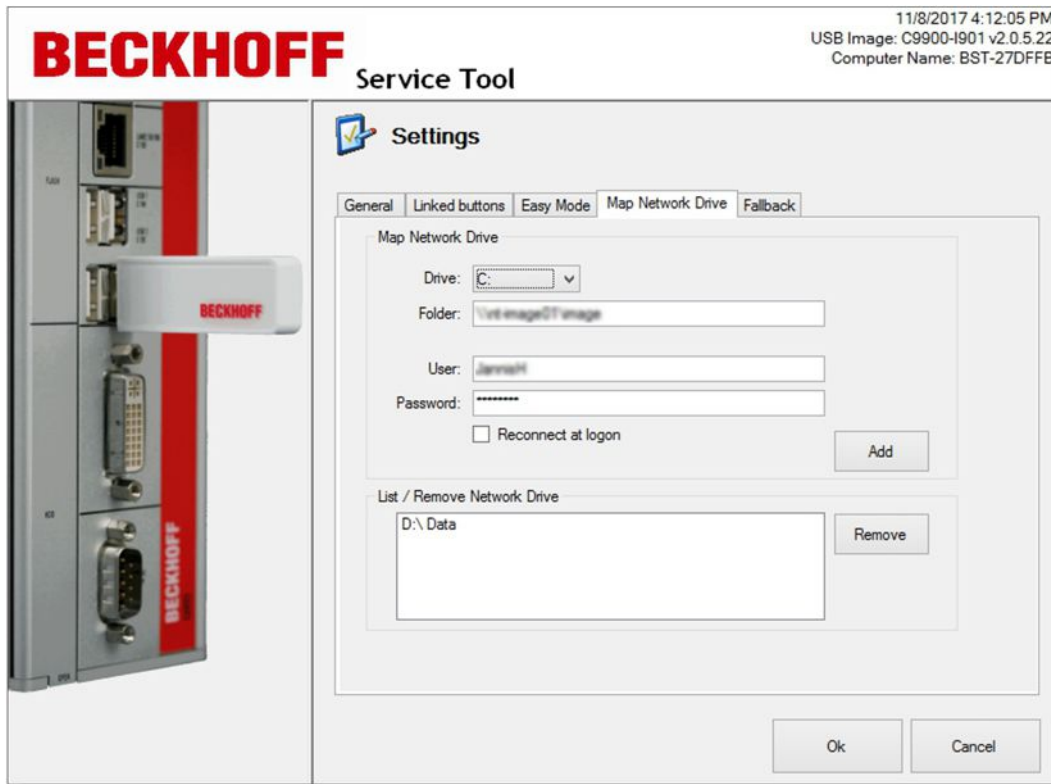 BECKHOFF
Service Tool
11/8/2017 4:12:05 PM
USB Image: C9900-I901 v2.0.5.22
Computer Name: BST-27DFFB
Settings
General Linked buttons Easy Mode Map Network Drive Fallback
Map Network Drive
Drive: C:
Folder:
User:
Password: ********
Reconnect at logon
Add
List / Remove Network Drive
D:\ Data
Remove
Ok Cancel
BECKHOFF
BECKHOFF